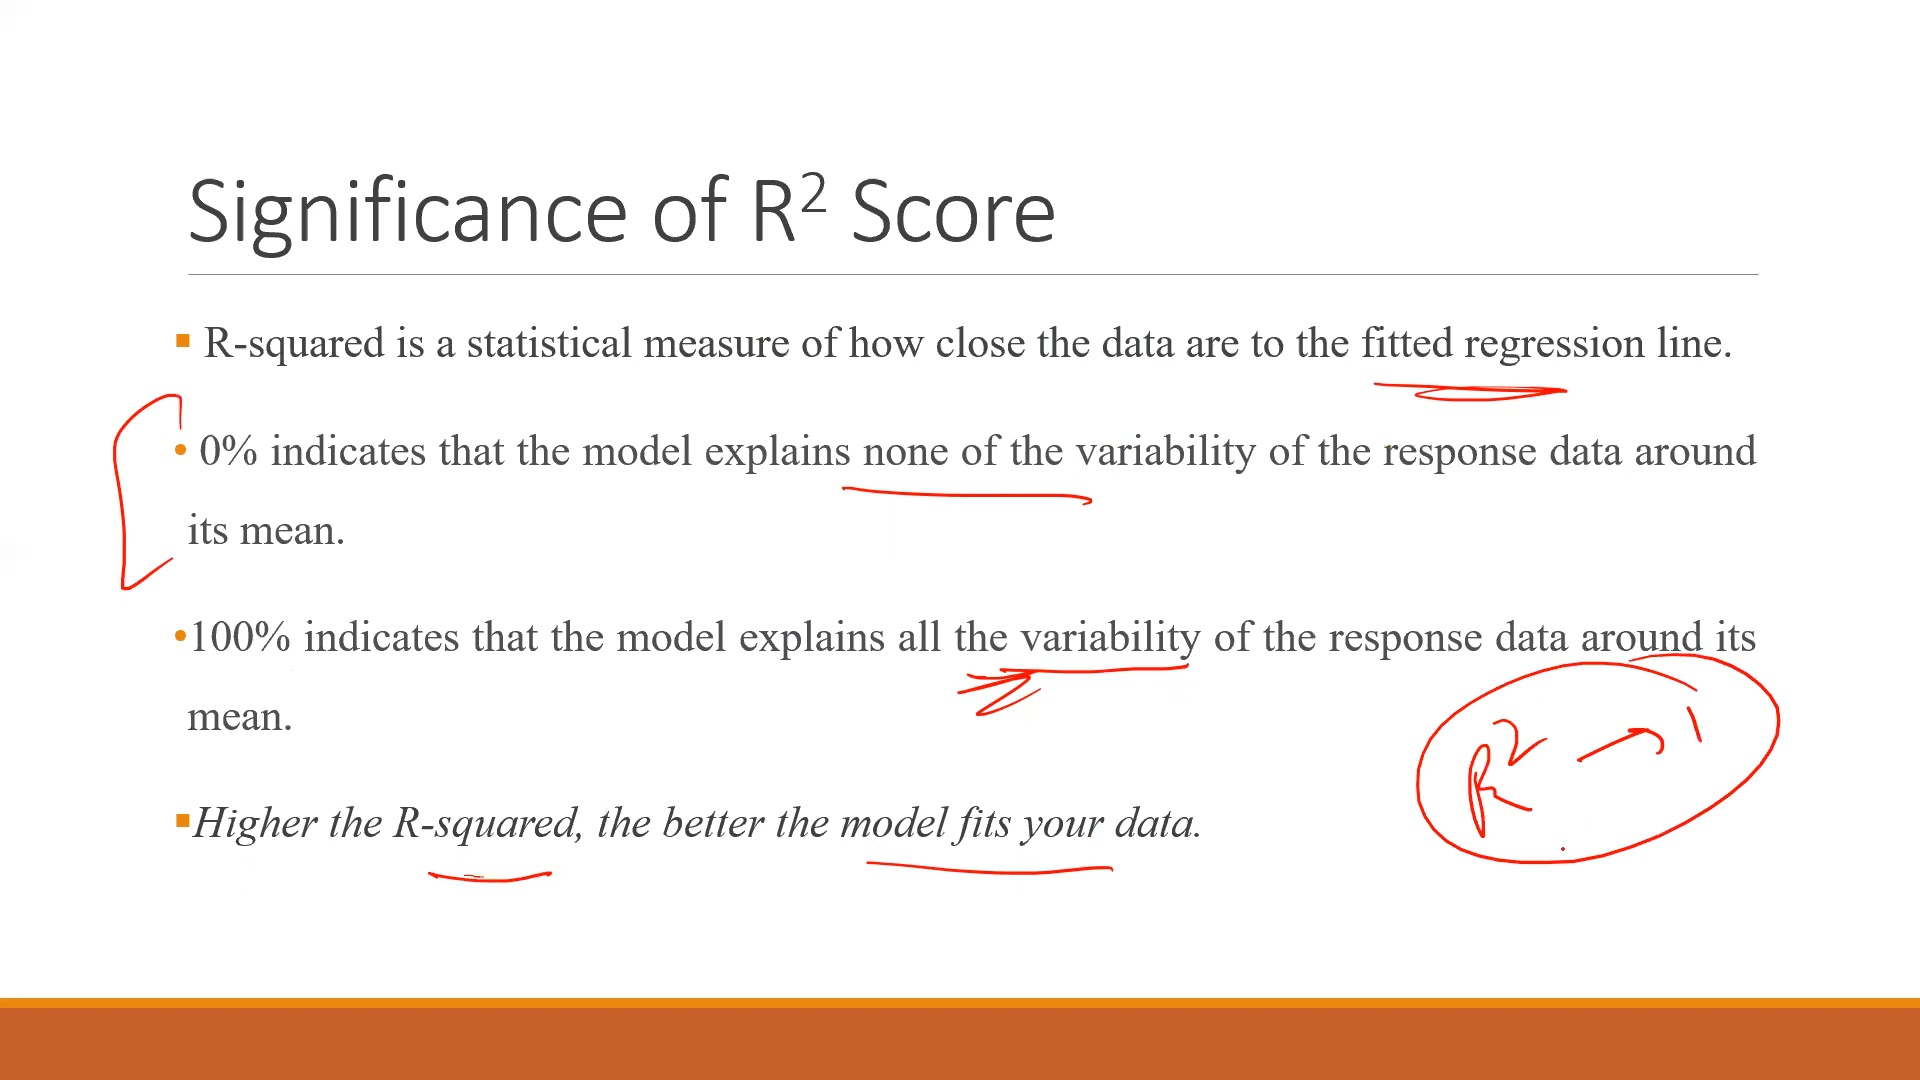 Significance of R² Score
▪ R-squared is a statistical measure of how close the data are to the fitted regression line.
• 0% indicates that the model explains none of the variability of the response data around
its mean.
•100% indicates that the model explains all the variability of the response data around its
mean.
R² → 1
▪Higher the R-squared, the better the model fits your data.